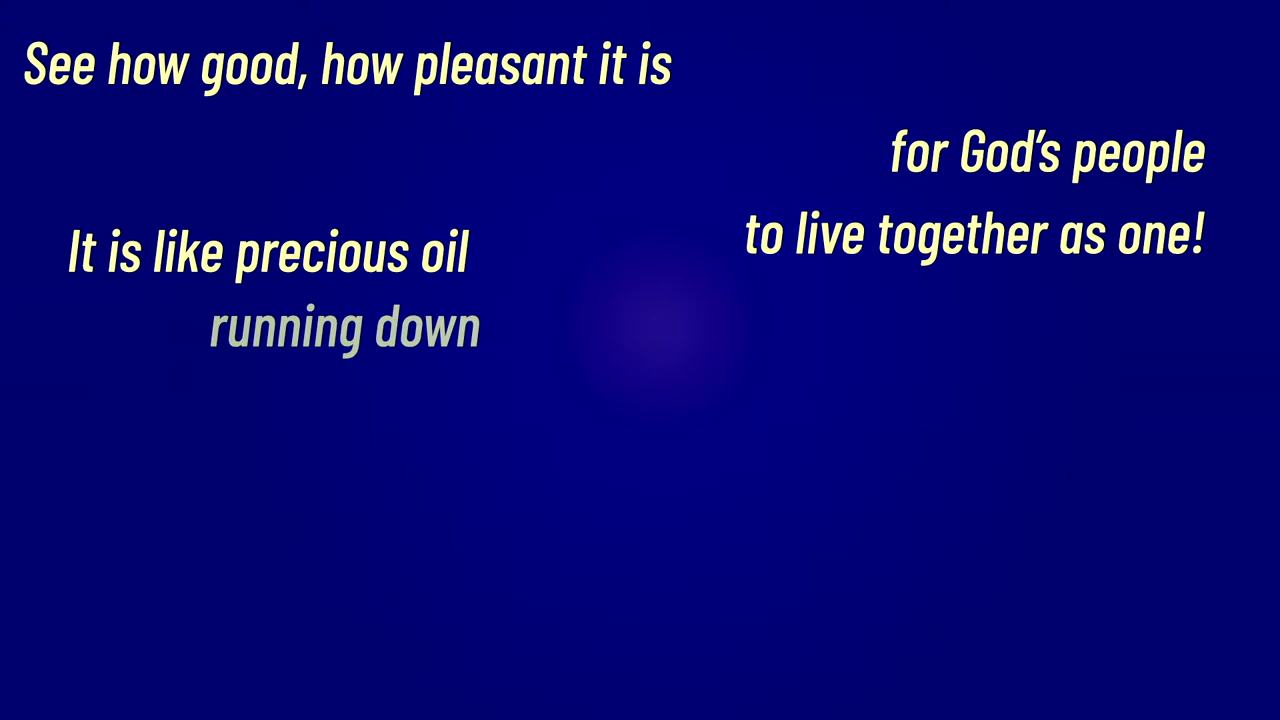 See how good, how pleasant it is
for God’s people
to live together as one!
It is like precious oil
running down